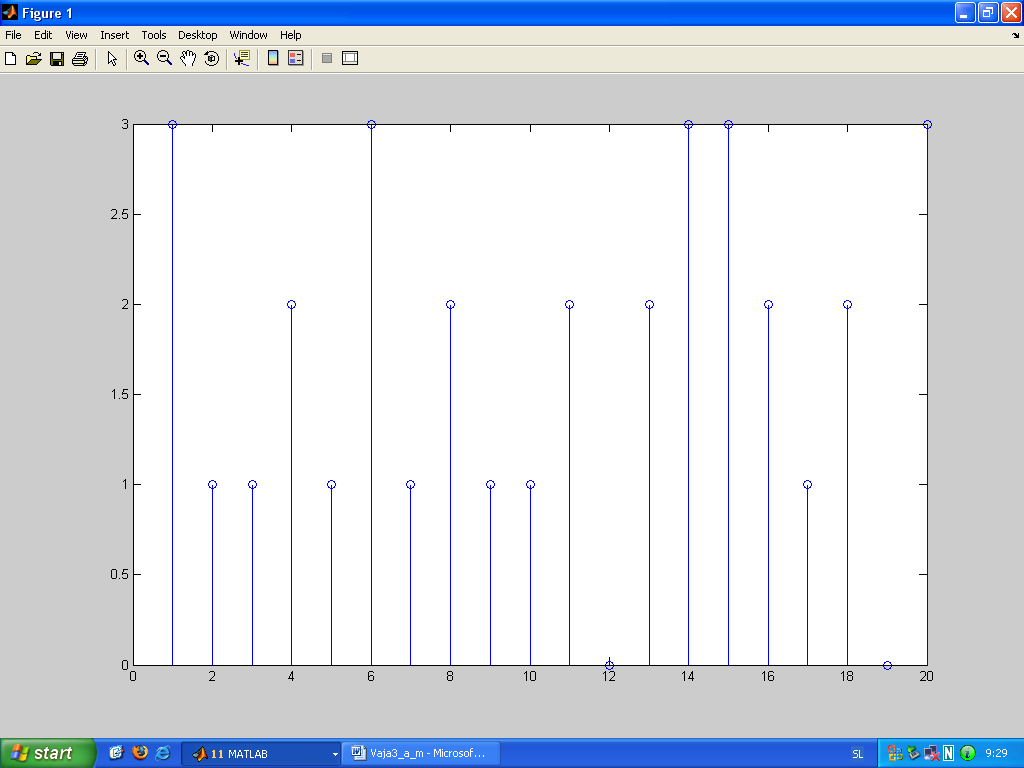 Figure 1
File Edit View Insert Tools Desktop Window Help
3
2.5
2
1.5
1
0.5
0
0 2 4 6 8 10 12 14 16 18 20
start 11 MATLAB Vaja3_a_m - Microsof... SL N 9:29